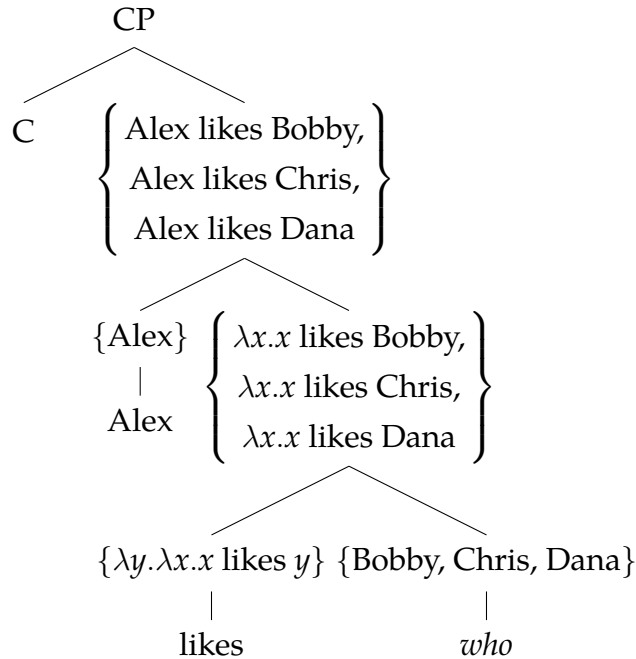 CP
C
{ Alex likes Bobby,
Alex likes Chris,
Alex likes Dana }
{Alex}
Alex
{ λx.x likes Bobby,
λx.x likes Chris,
λx.x likes Dana }
{λy.λx.x likes y} {Bobby, Chris, Dana}
likes
who